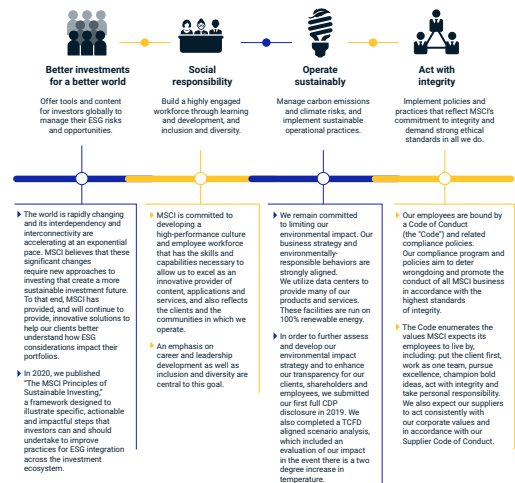 Better investments
for a better world
Offer tools and content
for investors globally to
manage their ESG risks
and opportunities.
The world is rapidly changing
and its interdependency and
interconnectivity are
accelerating at an exponential
pace. MSCI believes that these
significant changes
require new approaches to
investing that create a more
sustainable investment future.
To that end, MSCI has
provided, and will continue to
provide, innovative solutions to
help our clients better
understand how ESG
considerations impact their
portfolios.
In 2020, we published
"The MSCI Principles of
Sustainable Investing,"
a framework designed to
illustrate specific, actionable
and impactful steps that
investors can and should
undertake to improve
practices for ESG integration
across the investment
ecosystem.
Social
responsibility
Build a highly engaged
workforce through learning
and development, and
inclusion and diversity.
MSCI is committed to
developing a
high-performance culture
and employee workforce
that has the skills and
capabilities necessary to
allow us to excel as an
innovative provider of
content, applications and
services, and also reflects
the clients and the
communities in which we
operate.
An emphasis on
career and leadership
development as well as
inclusion and diversity are
central to this goal.
Operate
sustainably
Manage carbon emissions
and climate risks, and
implement sustainable
operational practices.
We remain committed
to limiting our
environmental impact. Our
business strategy and
environmentally-
responsible behaviors are
strongly aligned.
We utilize data centers to
provide many of our
products and services.
These facilities are run on
100% renewable energy.
In order to further assess
and develop our
environmental impact
strategy and to enhance
our transparency for our
clients, shareholders and
employees, we submitted
our first full CDP
disclosure in 2019. We
also completed a TCFD
aligned scenario analysis,
which included an
evaluation of our impact
in the event there is a two
degree increase in
temperature.
Act with
integrity
Implement policies and
practices that reflect MSCI's
commitment to integrity and
demand strong ethical
standards in all we do.
Our employees are bound by
a Code of Conduct
(the "Code") and related
compliance policies.
Our compliance program and
policies aim to deter
wrongdoing and promote the
conduct of all MSCI business
in accordance with the
highest standards
of integrity.
The Code enumerates the
values MSCI expects its
employees to live by,
including: put the client first,
work as one team, pursue
excellence, champion bold
ideas, act with integrity and
take personal responsibility.
We also expect our suppliers
to act consistently with
our corporate values and
in accordance with our
Supplier Code of Conduct.